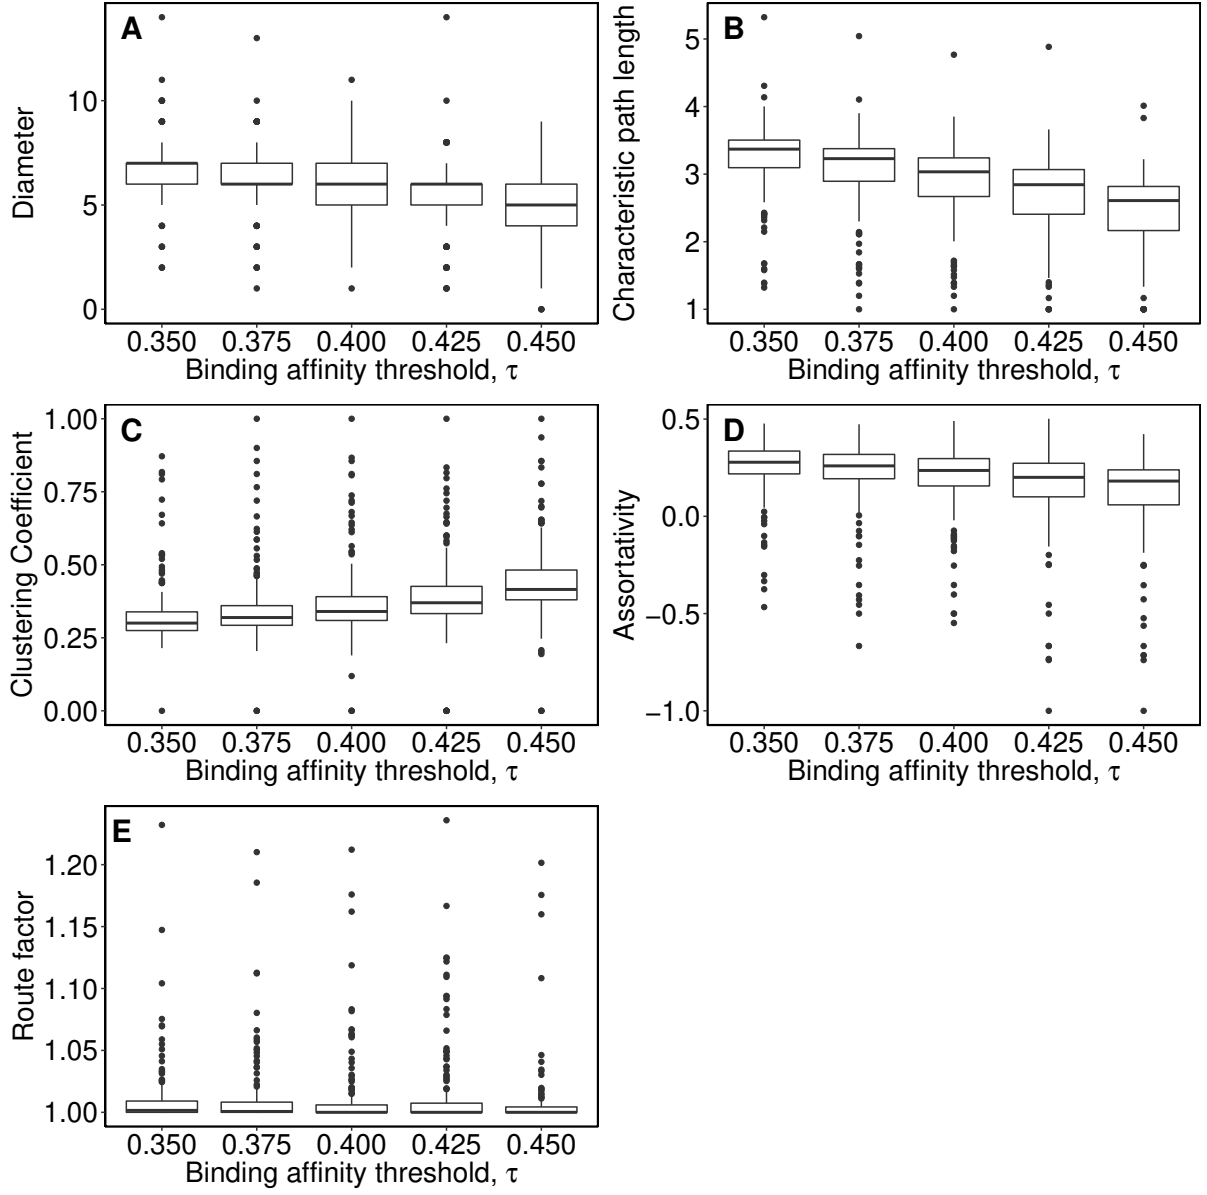 A
Diameter
10
5
0
0.350 0.375 0.400 0.425 0.450
Binding affinity threshold, τ
B
Characteristic path length
5
4
3
2
1
0.350 0.375 0.400 0.425 0.450
Binding affinity threshold, τ
C
Clustering Coefficient
1.00
0.75
0.50
0.25
0.00
0.350 0.375 0.400 0.425 0.450
Binding affinity threshold, τ
D
Assortativity
0.5
0.0
−0.5
−1.0
0.350 0.375 0.400 0.425 0.450
Binding affinity threshold, τ
E
Route factor
1.20
1.15
1.10
1.05
1.00
0.350 0.375 0.400 0.425 0.450
Binding affinity threshold, τ